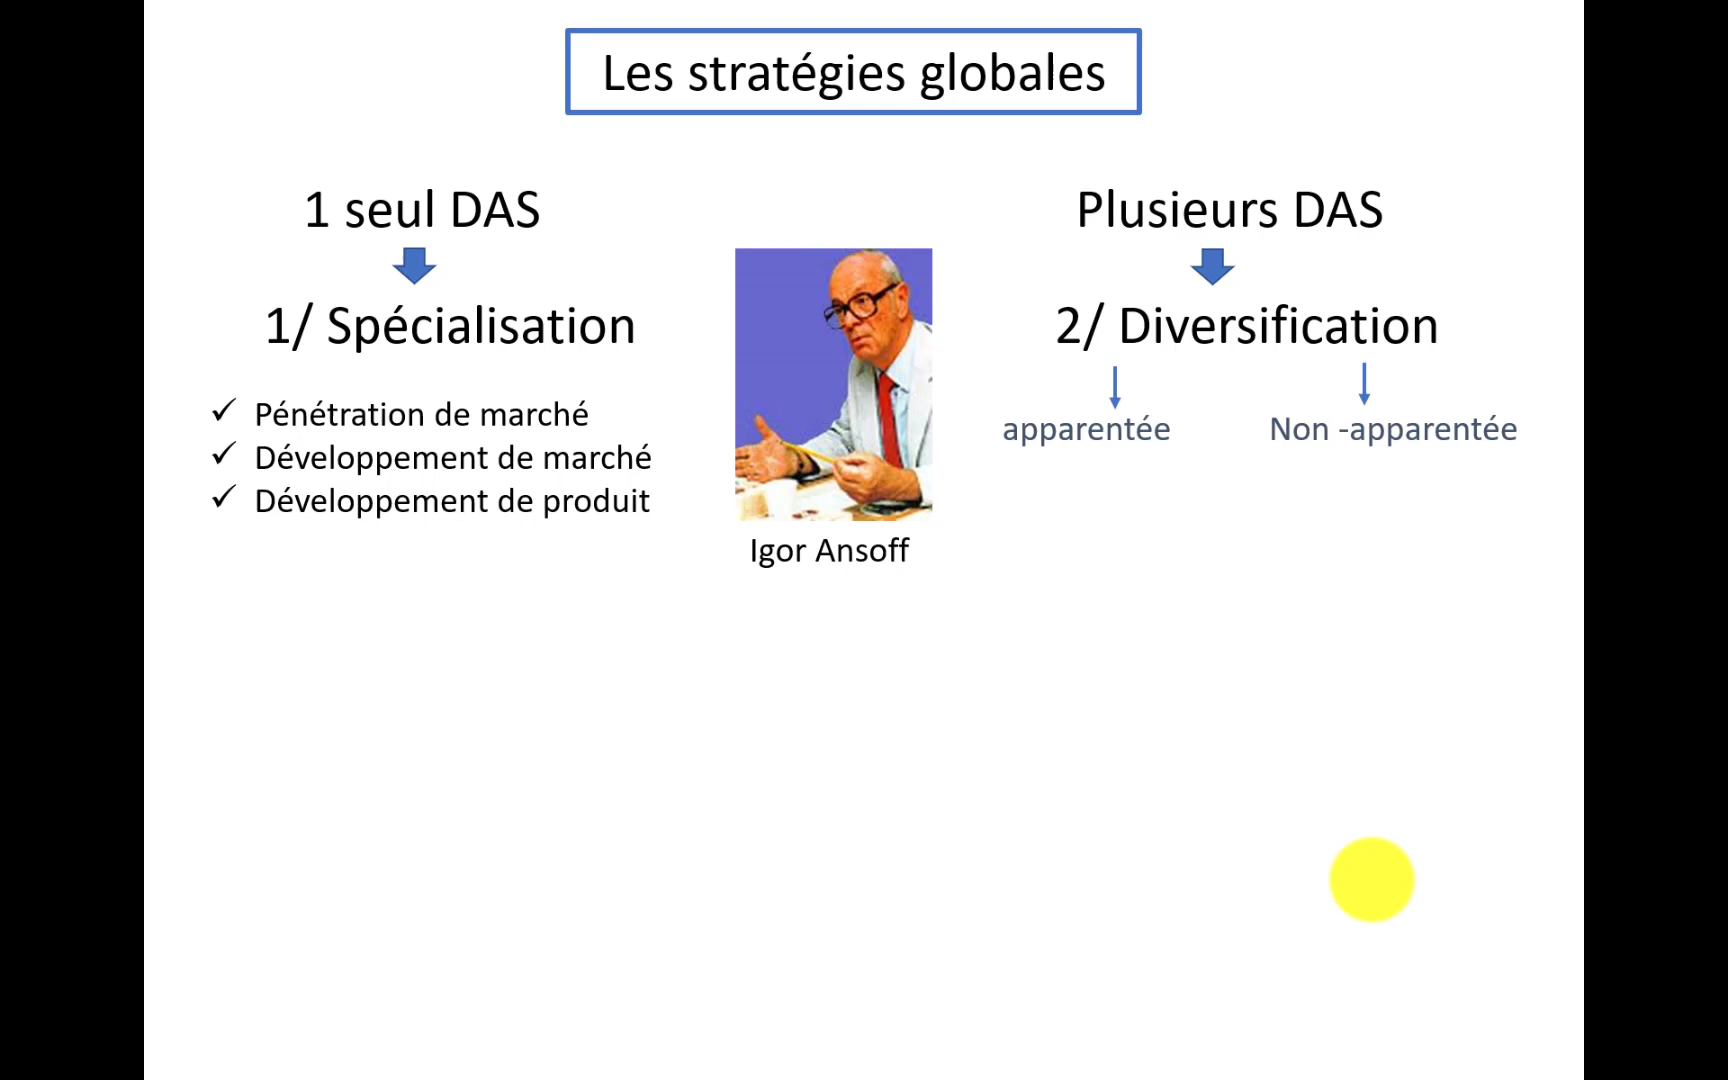 Les stratégies globales
1 seul DAS
1/ Spécialisation
✓ Pénétration de marché
✓ Développement de marché
✓ Développement de produit
Igor Ansoff
Plusieurs DAS
2/ Diversification
apparentée
Non -apparentée